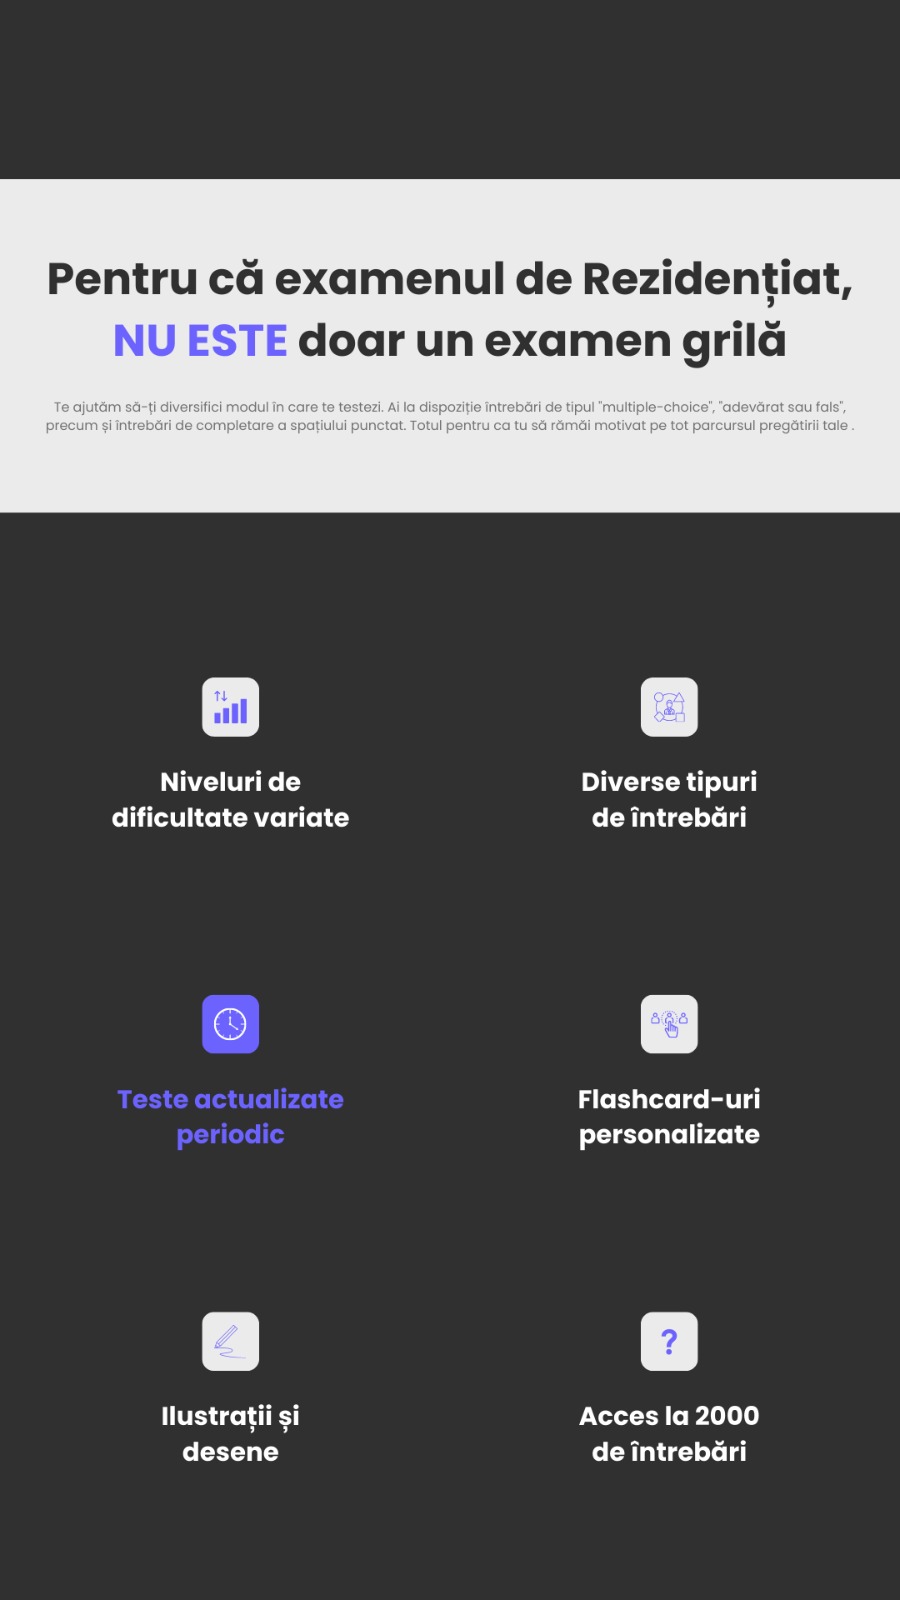 Pentru că examenul de Rezidențiat,
NU ESTE doar un examen grilă
Te ajutăm să-ți diversifici modul în care te testezi. Ai la dispoziție întrebări de tipul "multiple-choice", "adevărat sau fals",
precum și întrebări de completare a spațiului punctat. Totul pentru ca tu să rămâi motivat pe tot parcursul pregătirii tale .
Niveluri de
dificultate variate
Diverse tipuri
de întrebări
Teste actualizate
periodic
Flashcard-uri
personalizate
Ilustrații și
desene
?
Acces la 2000
de întrebări